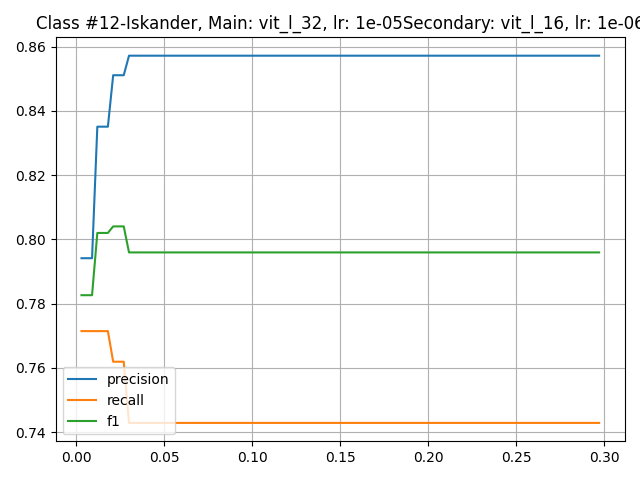 Class #12-Iskander, Main: vit_l_32, lr: 1e-05Secondary: vit_l_16, lr: 1e-06
0.86
0.84
0.82
0.80
0.78
0.76
0.74
precision
recall
f1
0.00 0.05 0.10 0.15 0.20 0.25 0.30